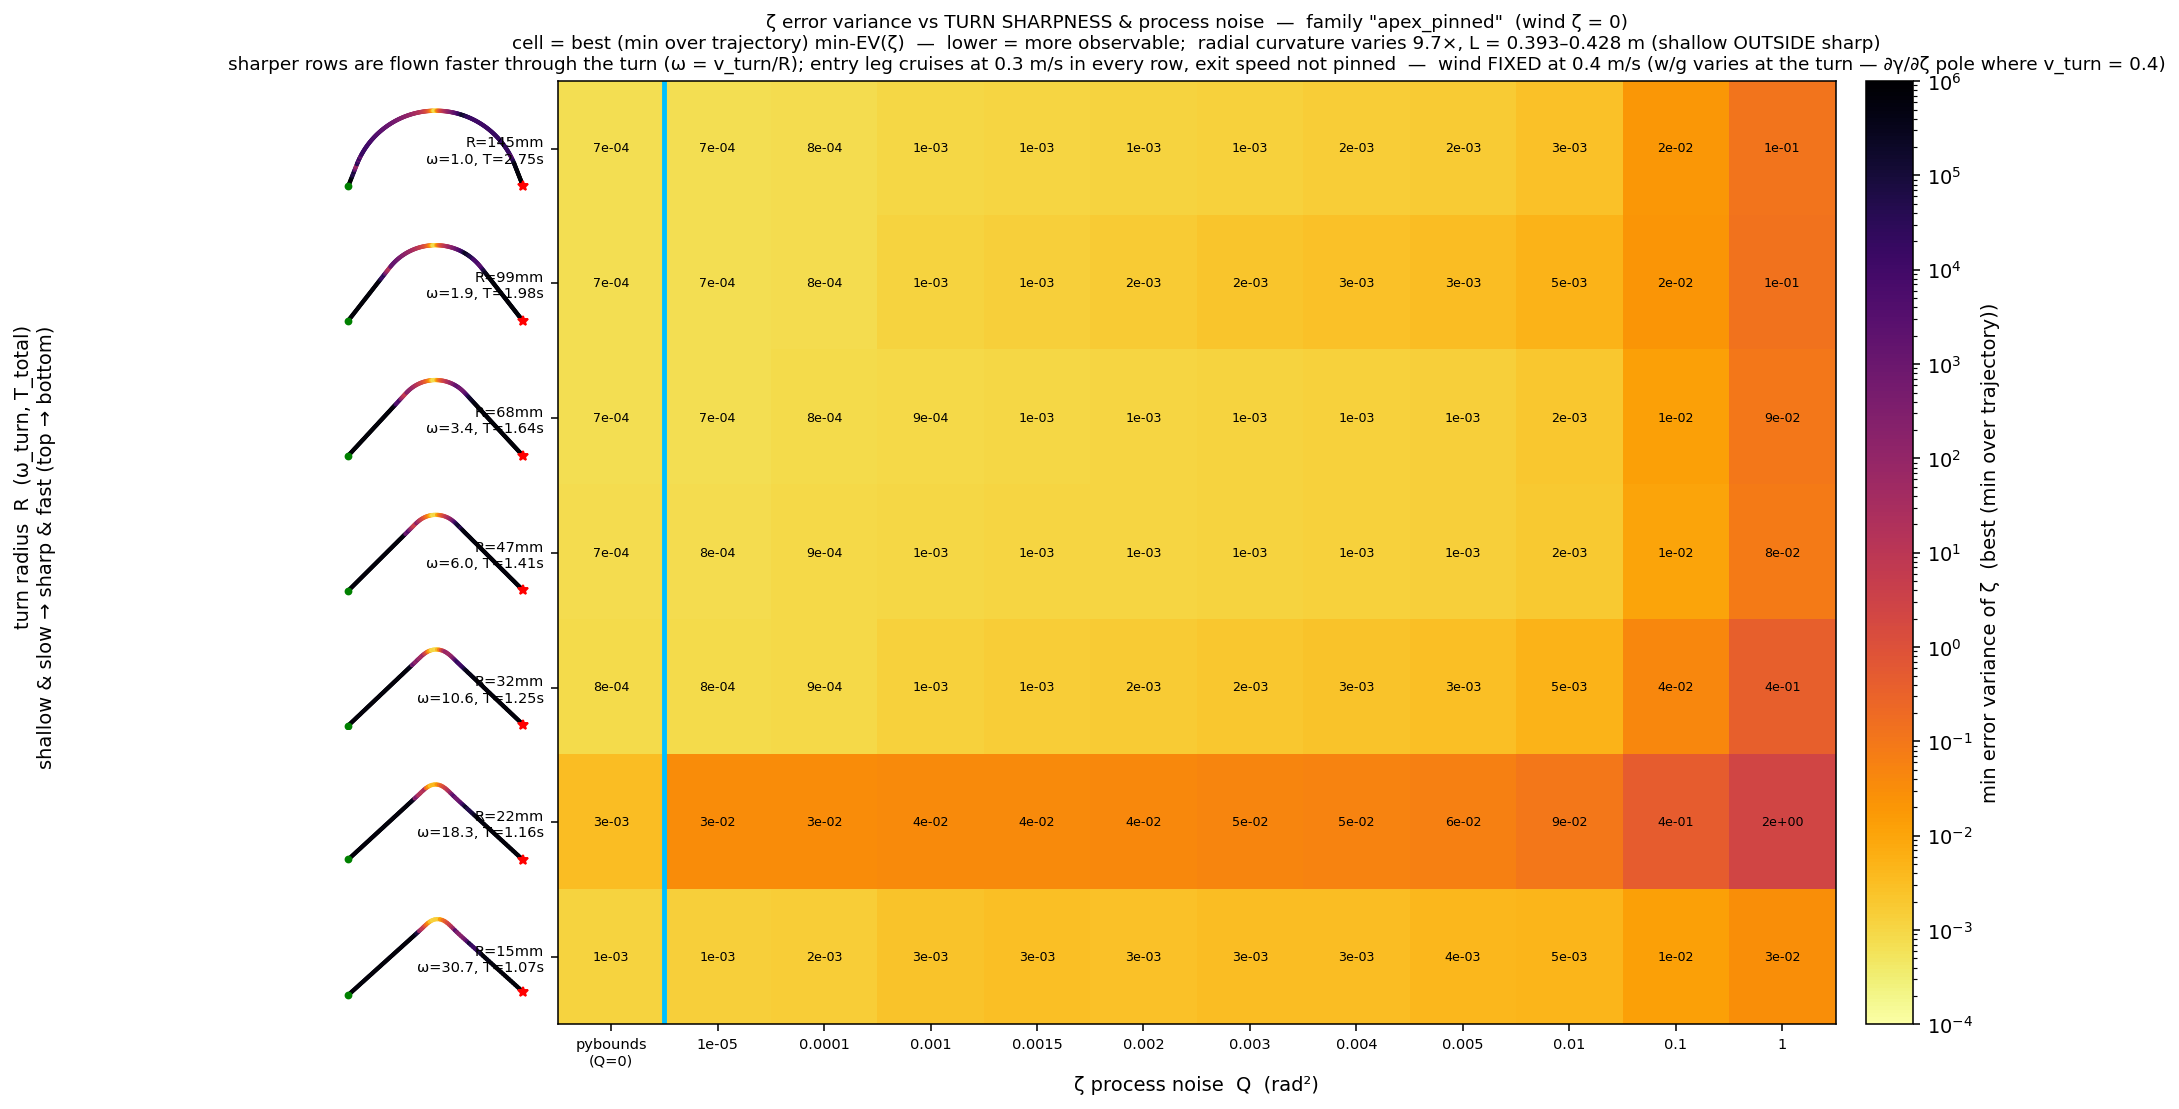 ζ error variance vs TURN SHARPNESS & process noise — family "apex_pinned" (wind ζ = 0)
cell = best (min over trajectory) min-EV(ζ) — lower = more observable; radial curvature varies 9.7×, L = 0.393–0.428 m (shallow OUTSIDE sharp)
sharper rows are flown faster through the turn (ω = v_turn/R); entry leg cruises at 0.3 m/s in every row, exit speed not pinned — wind FIXED at 0.4 m/s (w/g varies at the turn — ∂γ/∂ζ pole where v_turn = 0.4)
turn radius R (ω_turn, T_total)
shallow & slow → sharp & fast (top → bottom)
R=145mm
ω=1.0, T=2.75s
7e-04 7e-04 8e-04 1e-03 1e-03 1e-03 1e-03 2e-03 2e-03 3e-03 2e-02 1e-01
R=99mm
ω=1.9, T=1.98s
7e-04 7e-04 8e-04 1e-03 1e-03 2e-03 2e-03 3e-03 3e-03 5e-03 2e-02 1e-01
R=68mm
ω=3.4, T=1.64s
7e-04 7e-04 8e-04 9e-04 1e-03 1e-03 1e-03 1e-03 1e-03 2e-03 1e-02 9e-02
R=47mm
ω=6.0, T=1.41s
7e-04 8e-04 9e-04 1e-03 1e-03 1e-03 1e-03 1e-03 1e-03 2e-03 1e-02 8e-02
R=32mm
ω=10.6, T=1.25s
8e-04 8e-04 9e-04 1e-03 1e-03 2e-03 2e-03 3e-03 3e-03 5e-03 4e-02 4e-01
R=22mm
ω=18.3, T=1.16s
3e-03 3e-02 3e-02 4e-02 4e-02 4e-02 5e-02 5e-02 6e-02 9e-02 4e-01 2e+00
R=15mm
ω=30.7, T=1.07s
1e-03 1e-03 2e-03 3e-03 3e-03 3e-03 3e-03 3e-03 4e-03 5e-03 1e-02 3e-02
pybounds 1e-05 0.0001 0.001 0.0015 0.002 0.003 0.004 0.005 0.01 0.1 1
(Q=0)
ζ process noise Q (rad²)
10⁶
10⁵
10⁴
10³
10²
10¹
10⁰
10⁻¹
10⁻²
10⁻³
10⁻⁴
min error variance of ζ (best (min over trajectory))